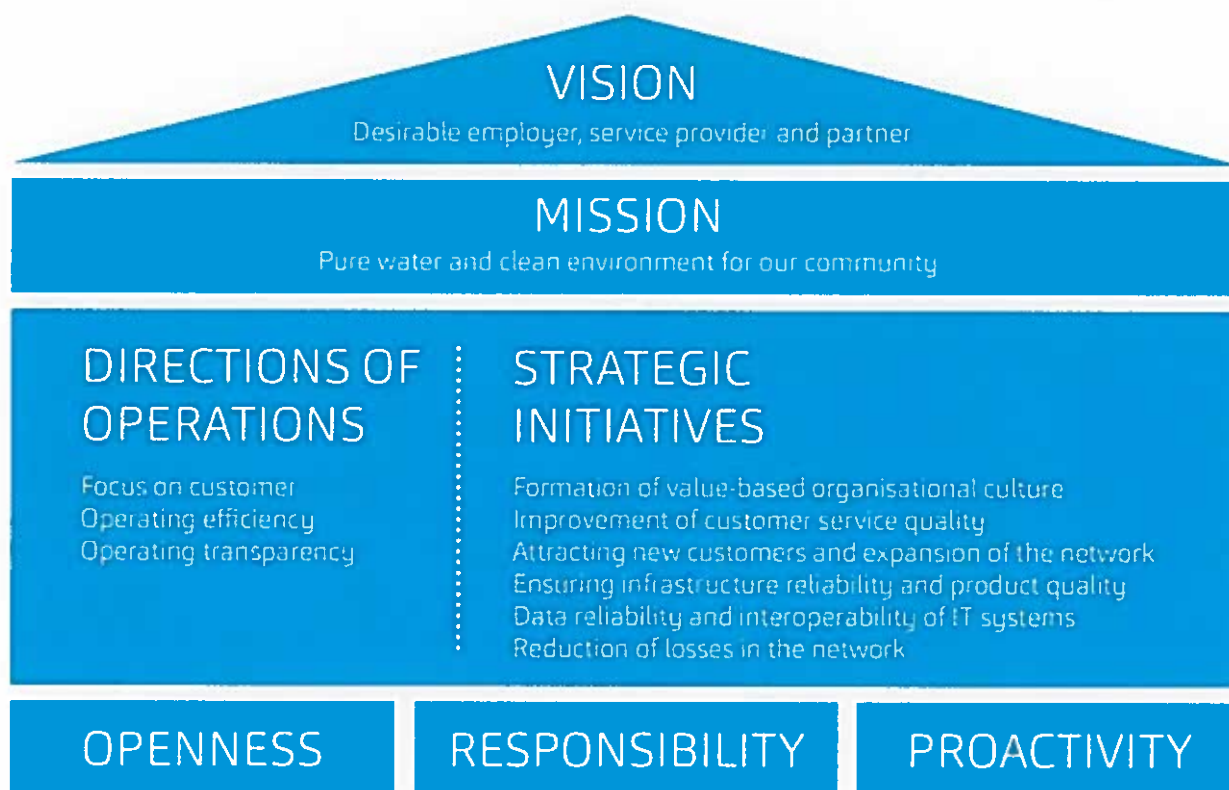 VISION
Desirable employer, service provider and partner
MISSION
Pure water and clean environment for our community
DIRECTIONS OF
OPERATIONS
Focus on customer
Operating efficiency
Operating transparency
STRATEGIC
INITIATIVES
Formation of value-based organisational culture
Improvement of customer service quality
Attracting new customers and expansion of the network
Ensuring infrastructure reliability and product quality
Data reliability and interoperability of IT systems
Reduction of losses in the network
OPENNESS
RESPONSIBILITY
PROACTIVITY